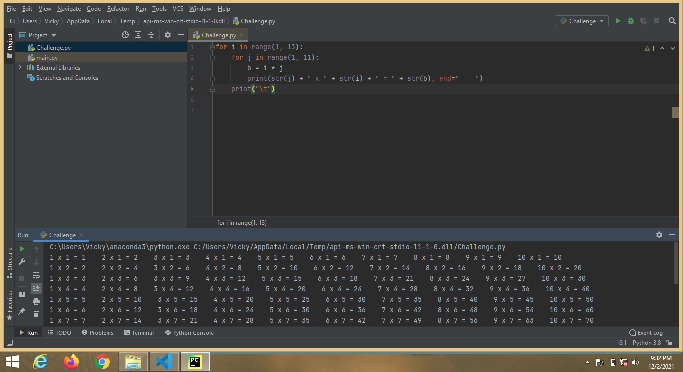 File Edit View Navigate Code Refactor Run Tools VCS Window Help
C: Users Vicky AppData Local Temp api-ms-win-crt-stdio-l1-1-0.dll Challenge.py
Challenge
Project
Challenge.py
main.py
External Libraries
Scratches and Consoles
Challenge.py
1 for i in range(1, 13):
2 for j in range(1, 11):
3 b = i * j
4 print(str(j) + " x " + str(i) + " = " + str(b), end=" ")
5 print("\t")
6
7
1
for i in range(1, 13)
Run: Challenge
C:\Users\Vicky\anaconda3\python.exe C:/Users/Vicky/AppData/Local/Temp/api-ms-win-crt-stdio-l1-1-0.dll/Challenge.py
1 x 1 = 1 2 x 1 = 2 3 x 1 = 3 4 x 1 = 4 5 x 1 = 5 6 x 1 = 6 7 x 1 = 7 8 x 1 = 8 9 x 1 = 9 10 x 1 = 10
1 x 2 = 2 2 x 2 = 4 3 x 2 = 6 4 x 2 = 8 5 x 2 = 10 6 x 2 = 12 7 x 2 = 14 8 x 2 = 16 9 x 2 = 18 10 x 2 = 20
1 x 3 = 3 2 x 3 = 6 3 x 3 = 9 4 x 3 = 12 5 x 3 = 15 6 x 3 = 18 7 x 3 = 21 8 x 3 = 24 9 x 3 = 27 10 x 3 = 30
1 x 4 = 4 2 x 4 = 8 3 x 4 = 12 4 x 4 = 16 5 x 4 = 20 6 x 4 = 24 7 x 4 = 28 8 x 4 = 32 9 x 4 = 36 10 x 4 = 40
1 x 5 = 5 2 x 5 = 10 3 x 5 = 15 4 x 5 = 20 5 x 5 = 25 6 x 5 = 30 7 x 5 = 35 8 x 5 = 40 9 x 5 = 45 10 x 5 = 50
1 x 6 = 6 2 x 6 = 12 3 x 6 = 18 4 x 6 = 24 5 x 6 = 30 6 x 6 = 36 7 x 6 = 42 8 x 6 = 48 9 x 6 = 54 10 x 6 = 60
1 x 7 = 7 2 x 7 = 14 3 x 7 = 21 4 x 7 = 28 5 x 7 = 35 6 x 7 = 42 7 x 7 = 49 8 x 7 = 56 9 x 7 = 63 10 x 7 = 70
Project
Structure
Favorites
Run TODO Problems Terminal Python Console Event Log
Python 3.8
PC
9:02 PM
12/2/2021